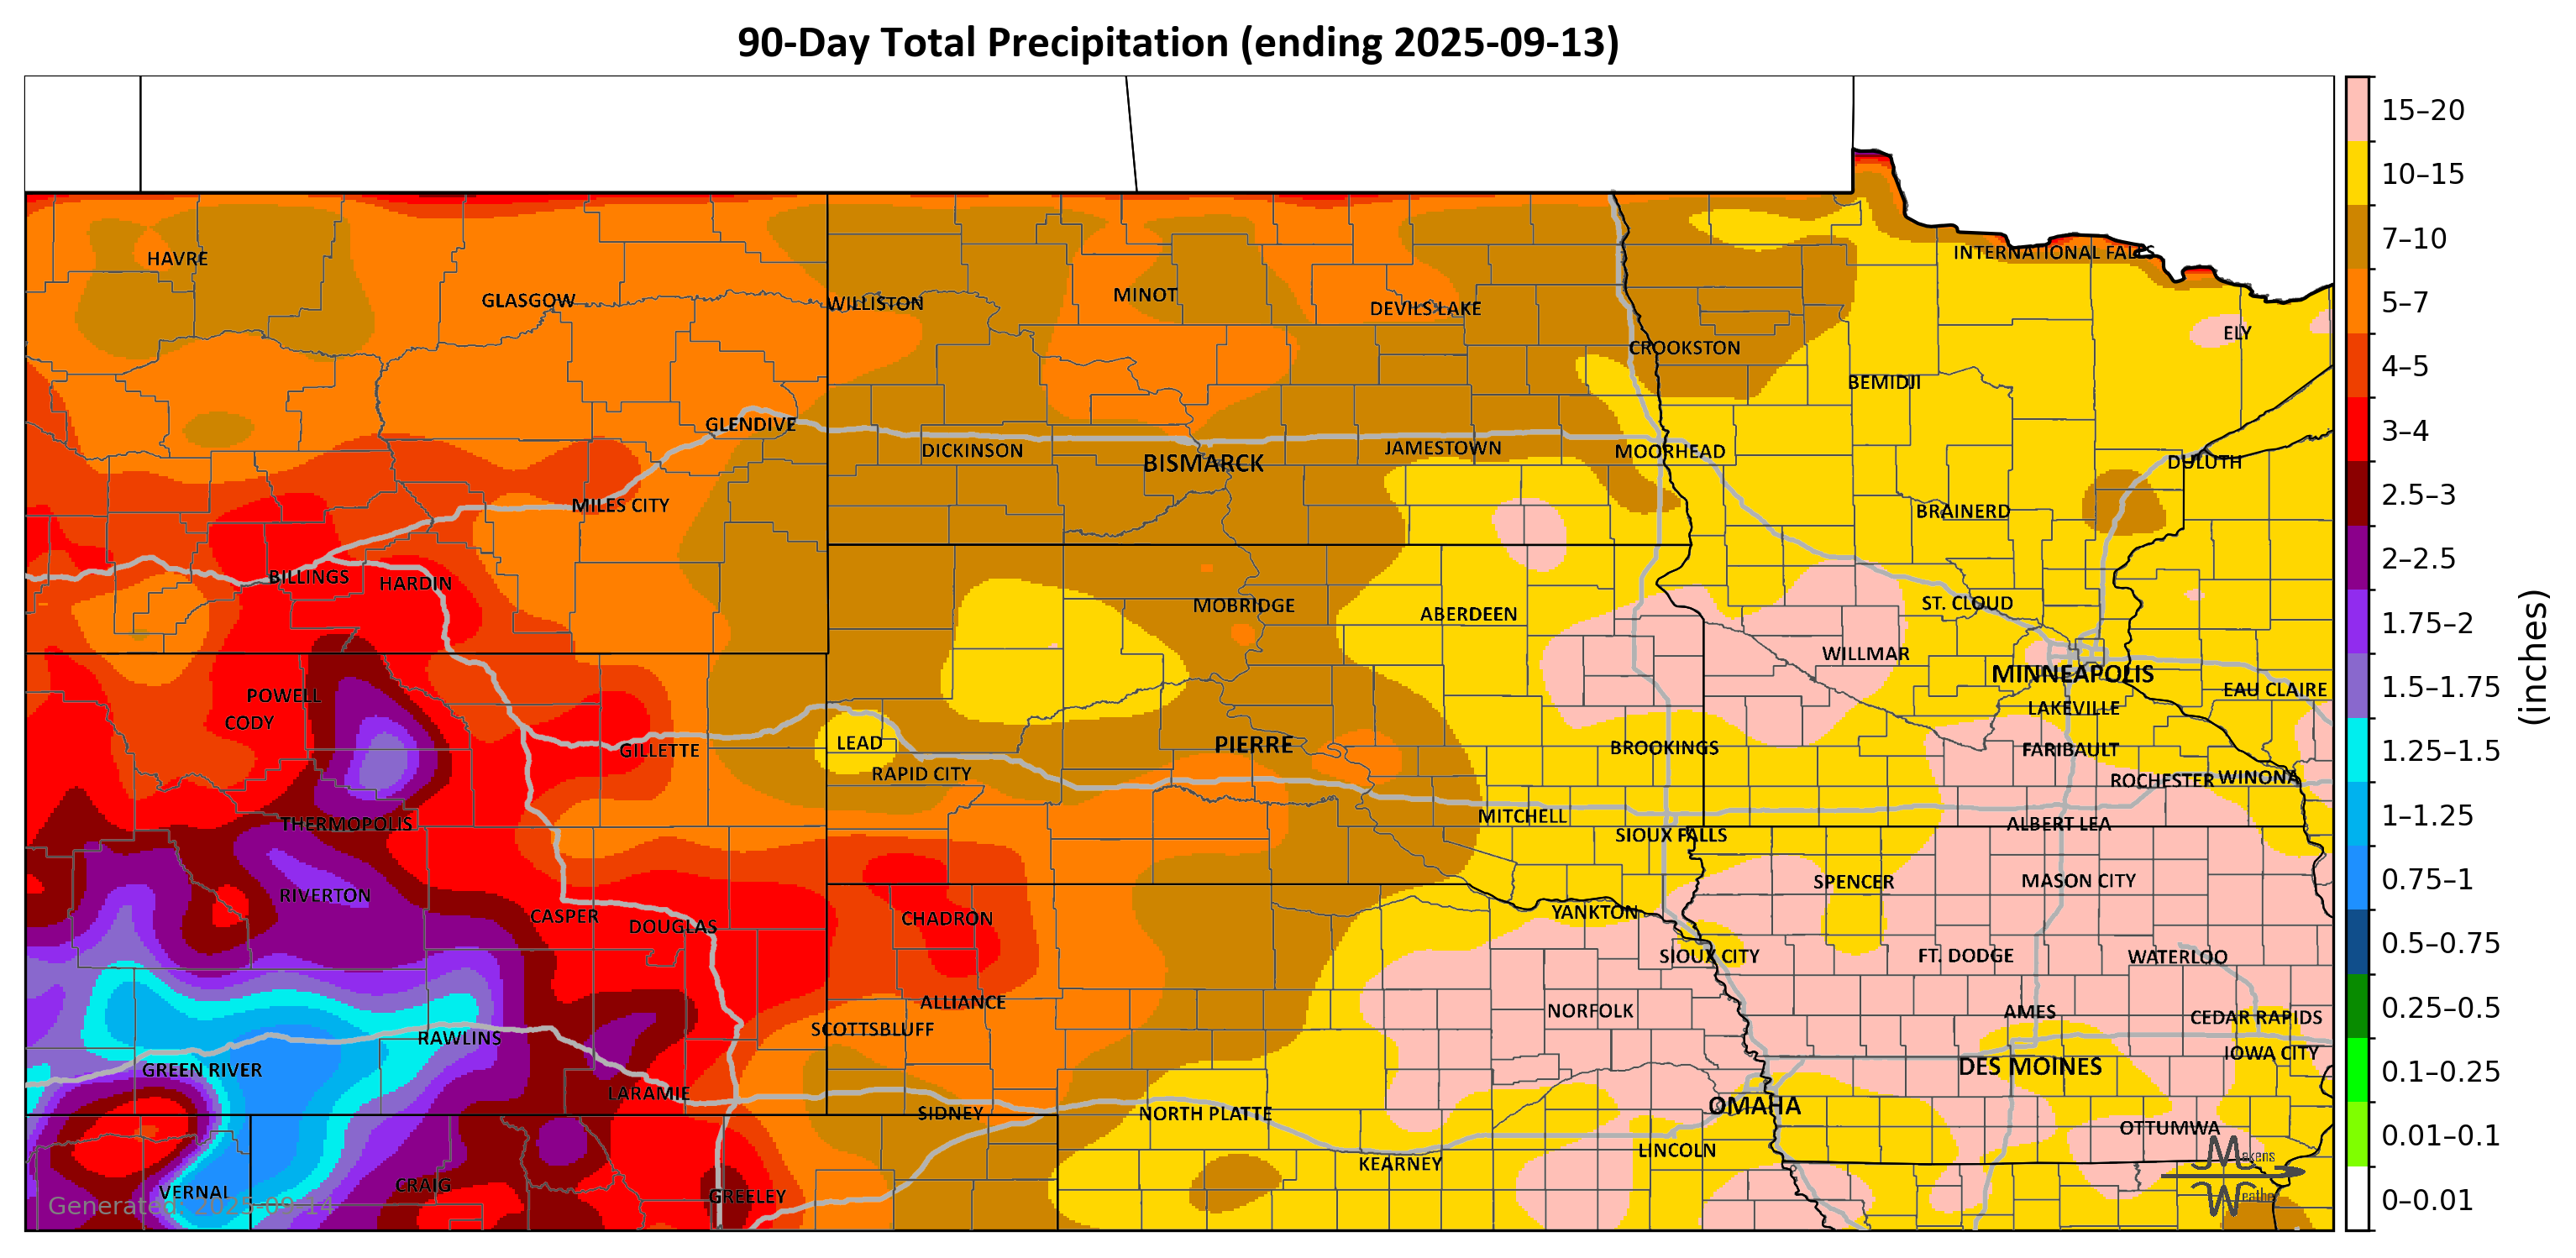 90-Day Total Precipitation (ending 2025-09-13)
15–20
10–15
7–10
5–7
4–5
3–4
2.5–3
2–2.5
1.75–2
1.5–1.75
1.25–1.5
1–1.25
0.75–1
0.5–0.75
0.25–0.5
0.1–0.25
0.01–0.1
0–0.01
(inches)
INTERNATIONAL FALLS
HAVRE
GLASGOW
WILLISTON
MINOT
DEVILS LAKE
ELY
CROOKSTON
BEMIDJI
GLENDIVE
DICKINSON
BISMARCK
JAMESTOWN
MOORHEAD
DULUTH
MILES CITY
BRAINERD
BILLINGS
HARDIN
MOBRIDGE
ABERDEEN
ST. CLOUD
WILLMAR
MINNEAPOLIS
POWELL
EAU CLAIRE
CODY
LAKEVILLE
GILLETTE
LEAD
PIERRE
BROOKINGS
FARIBAULT
RAPID CITY
ROCHESTER
WINONA
THERMOPOLIS
MITCHELL
SIOUX FALLS
ALBERT LEA
RIVERTON
SPENCER
MASON CITY
CASPER
DOUGLAS
CHADRON
YANKTON
SIOUX CITY
FT. DODGE
WATERLOO
ALLIANCE
NORFOLK
AMES
CEDAR RAPIDS
SCOTTSBLUFF
RAWLINS
IOWA CITY
GREEN RIVER
DES MOINES
LARAMIE
SIDNEY
NORTH PLATTE
OMAHA
OTTUMWA
LINCOLN
KEARNEY
VERNAL
CRAIG
GREELEY
Generated: 2025-09-14
Makens
Weather